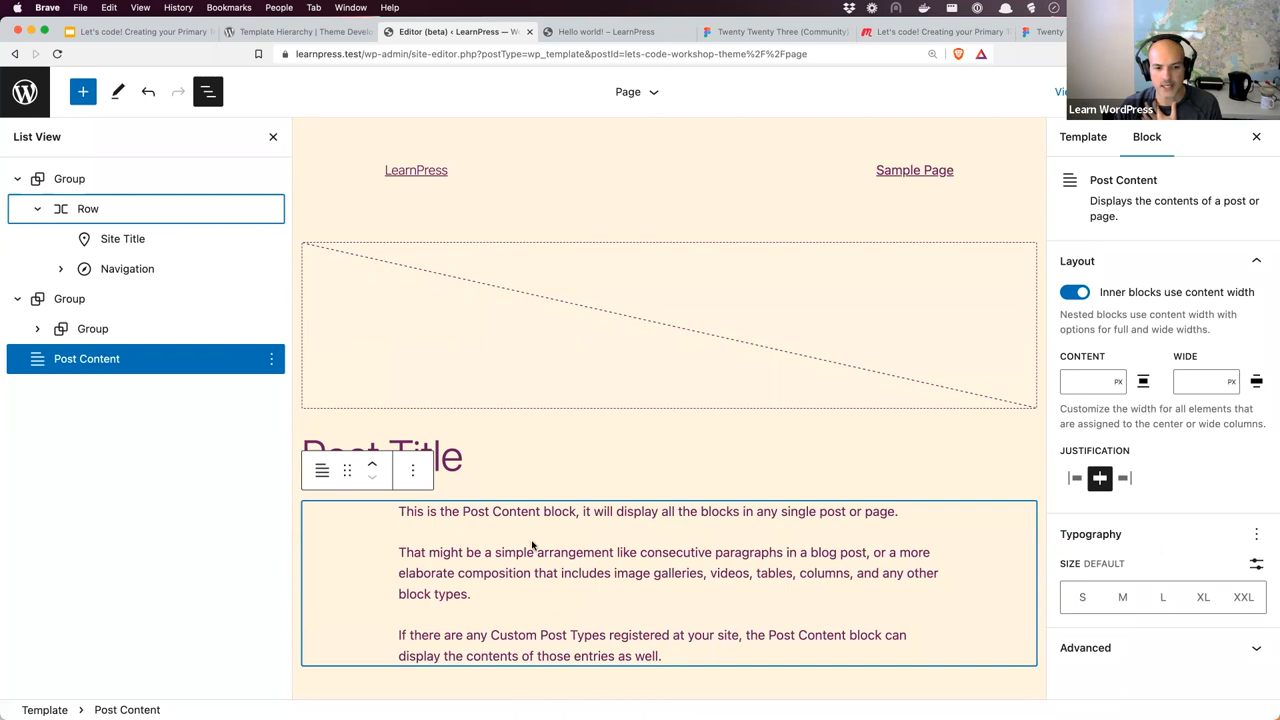 Brave File Edit View History Bookmarks People Tab Window Help
Let's code! Creating your Primary
Template Hierarchy | Theme Develo
Editor (beta) ‹ LearnPress — W
Hello world! – LearnPress
Twenty Twenty Three (Community)
Let's code! Creating your Primary
Twenty
learnpress.test/wp-admin/site-editor.php?postType=wp_template&postId=lets-code-workshop-theme%2F%2Fpage
Learn WordPress
Page
List View
Group
Row
Site Title
Navigation
Group
Group
Post Content
LearnPress
Sample Page
Post Title
This is the Post Content block, it will display all the blocks in any single post or page.
That might be a simple arrangement like consecutive paragraphs in a blog post, or a more
elaborate composition that includes image galleries, videos, tables, columns, and any other
block types.
If there are any Custom Post Types registered at your site, the Post Content block can
display the contents of those entries as well.
Template Block
Post Content
Displays the contents of a post or
page.
Layout
Inner blocks use content width
Nested blocks use content width with
options for full and wide widths.
CONTENT WIDE
PX PX
Customize the width for all elements that
are assigned to the center or wide columns.
JUSTIFICATION
Typography
SIZE DEFAULT
S M L XL XXL
Advanced
Template > Post Content